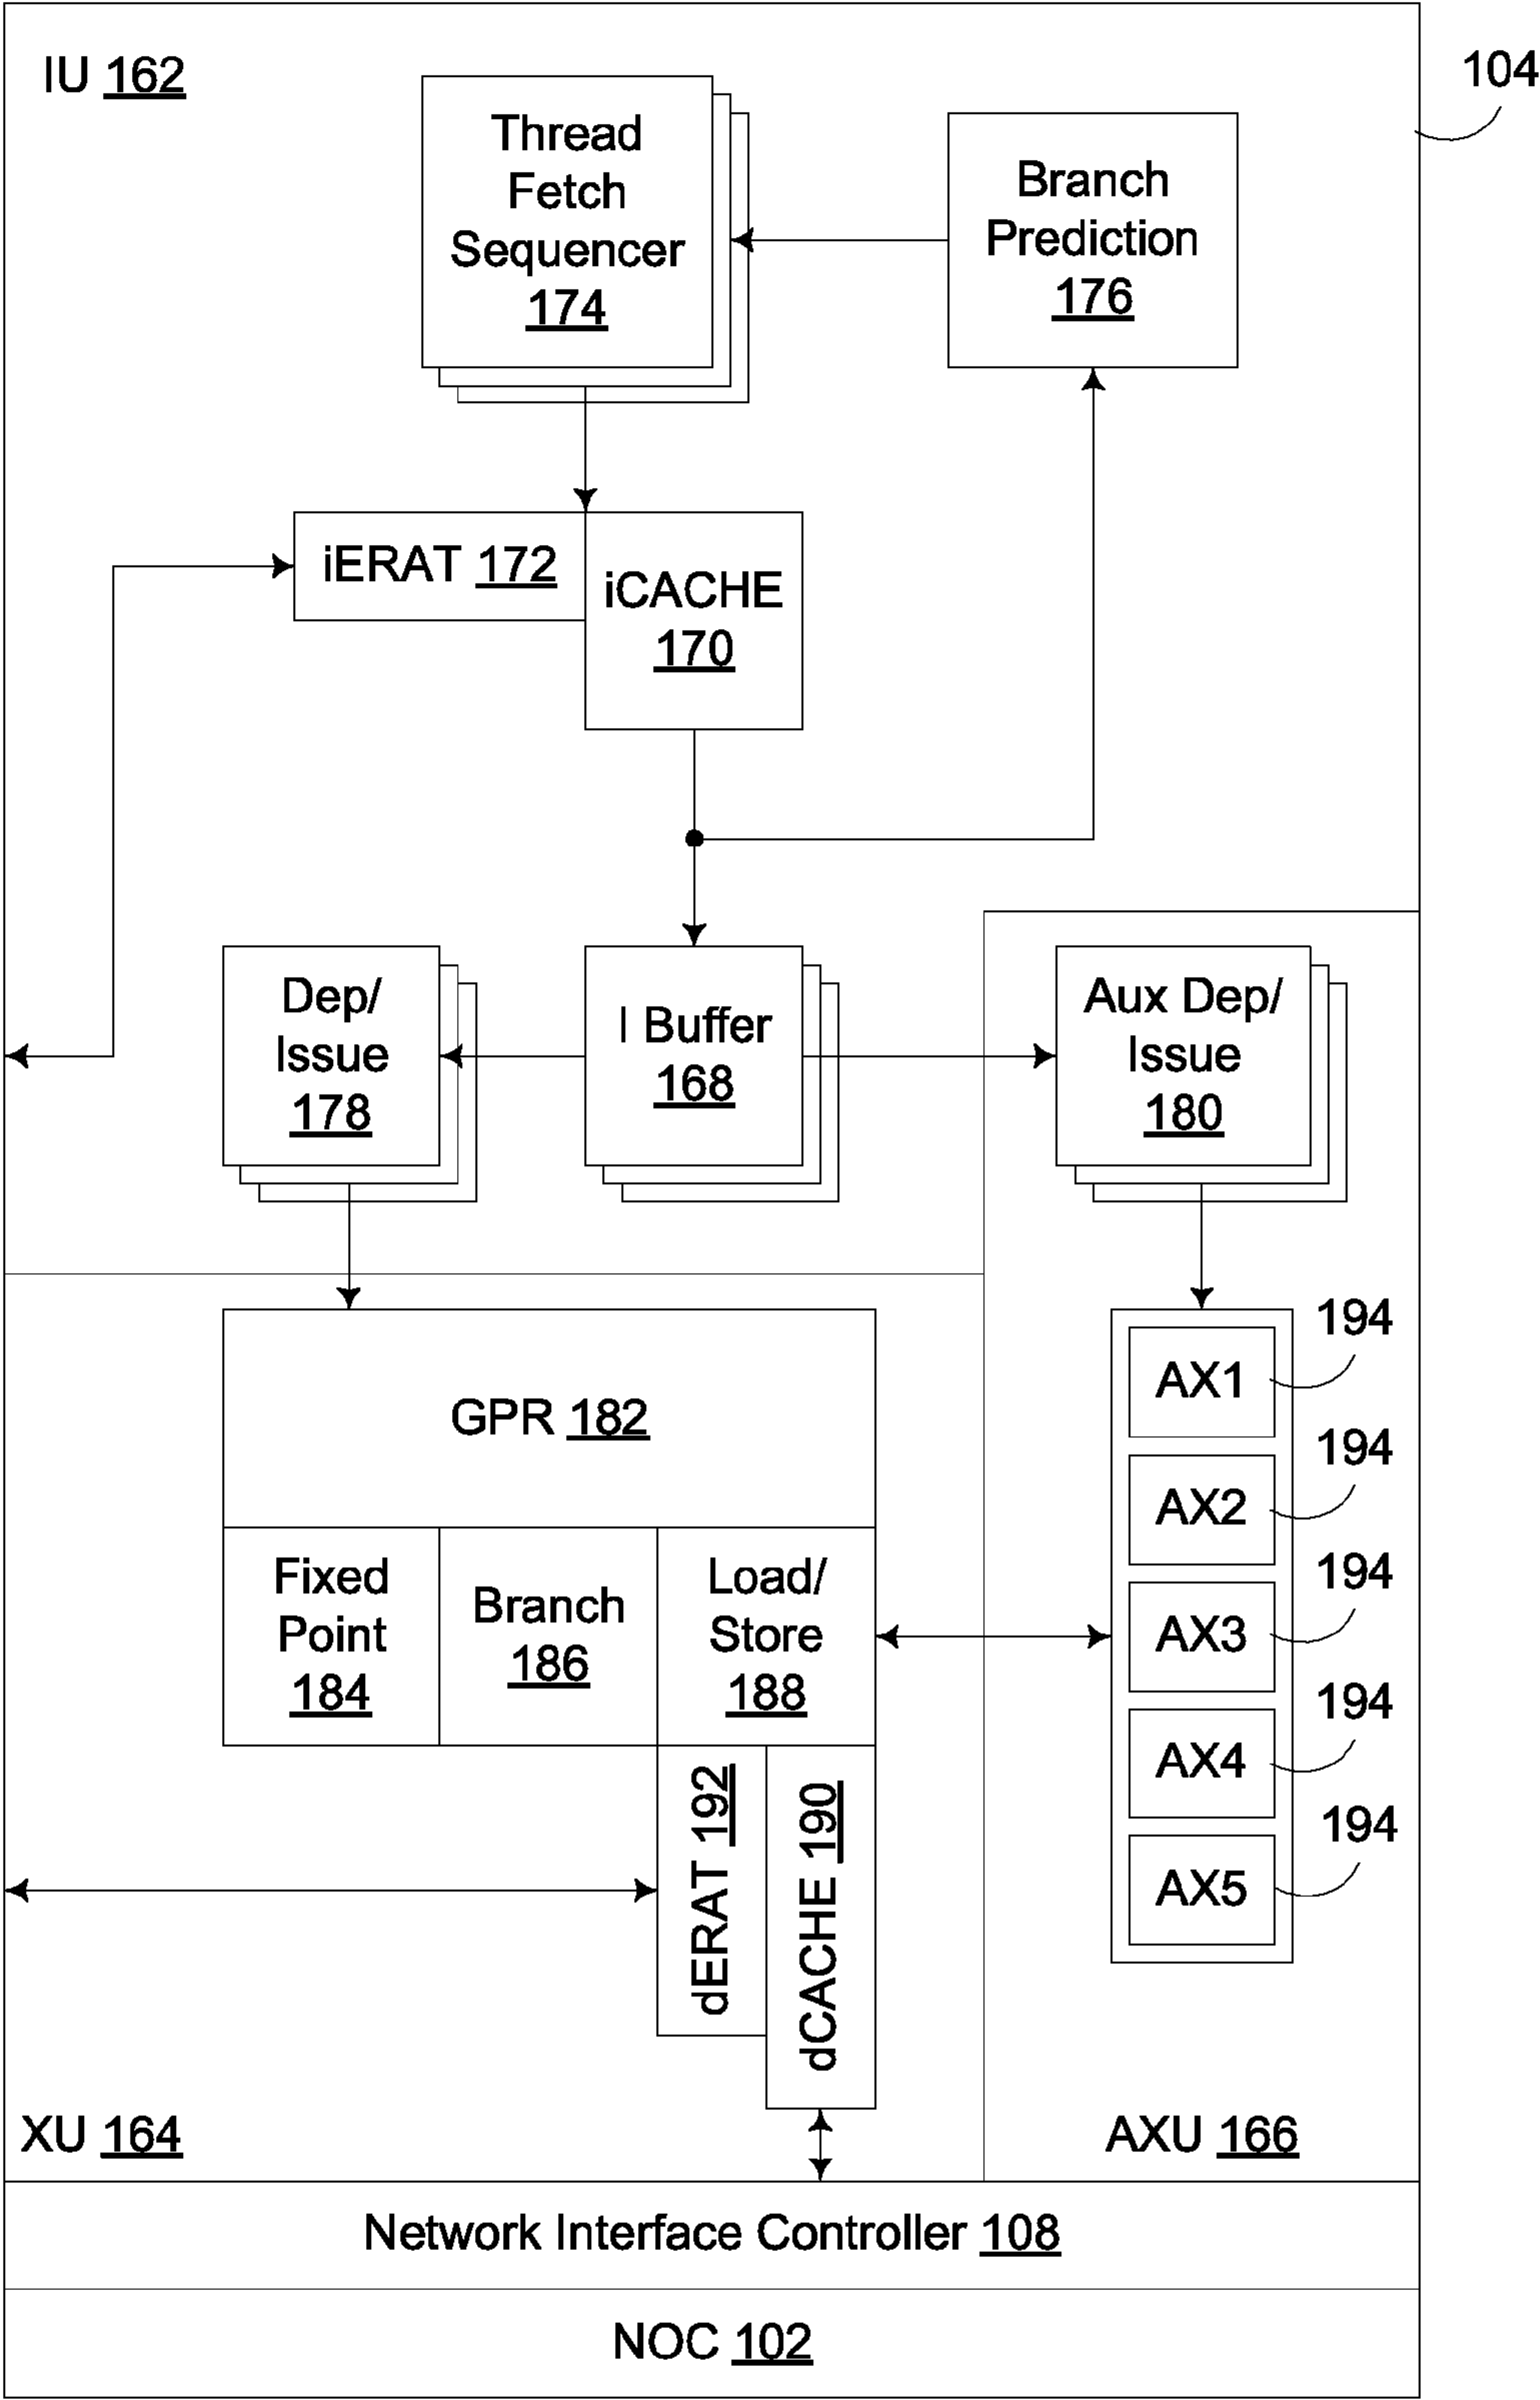 IU 162
104
Thread
Fetch
Sequencer
174
Branch
Prediction
176
iERAT 172
iCACHE
170
Dep/
Issue
178
I Buffer
168
Aux Dep/
Issue
180
GPR 182
Fixed
Point
184
Branch
186
Load/
Store
188
dERAT 192
dCACHE 190
194
AX1
194
AX2
194
AX3
194
AX4
194
AX5
XU 164
AXU 166
Network Interface Controller 108
NOC 102